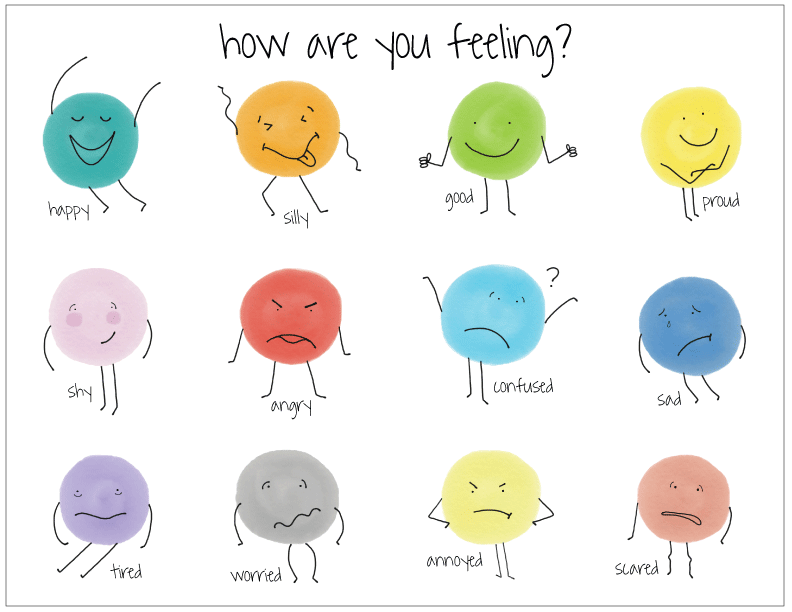 how are you feeling?
happy
silly
good
proud
?
shy
angry
confused
sad
tired
worried
annoyed
scared